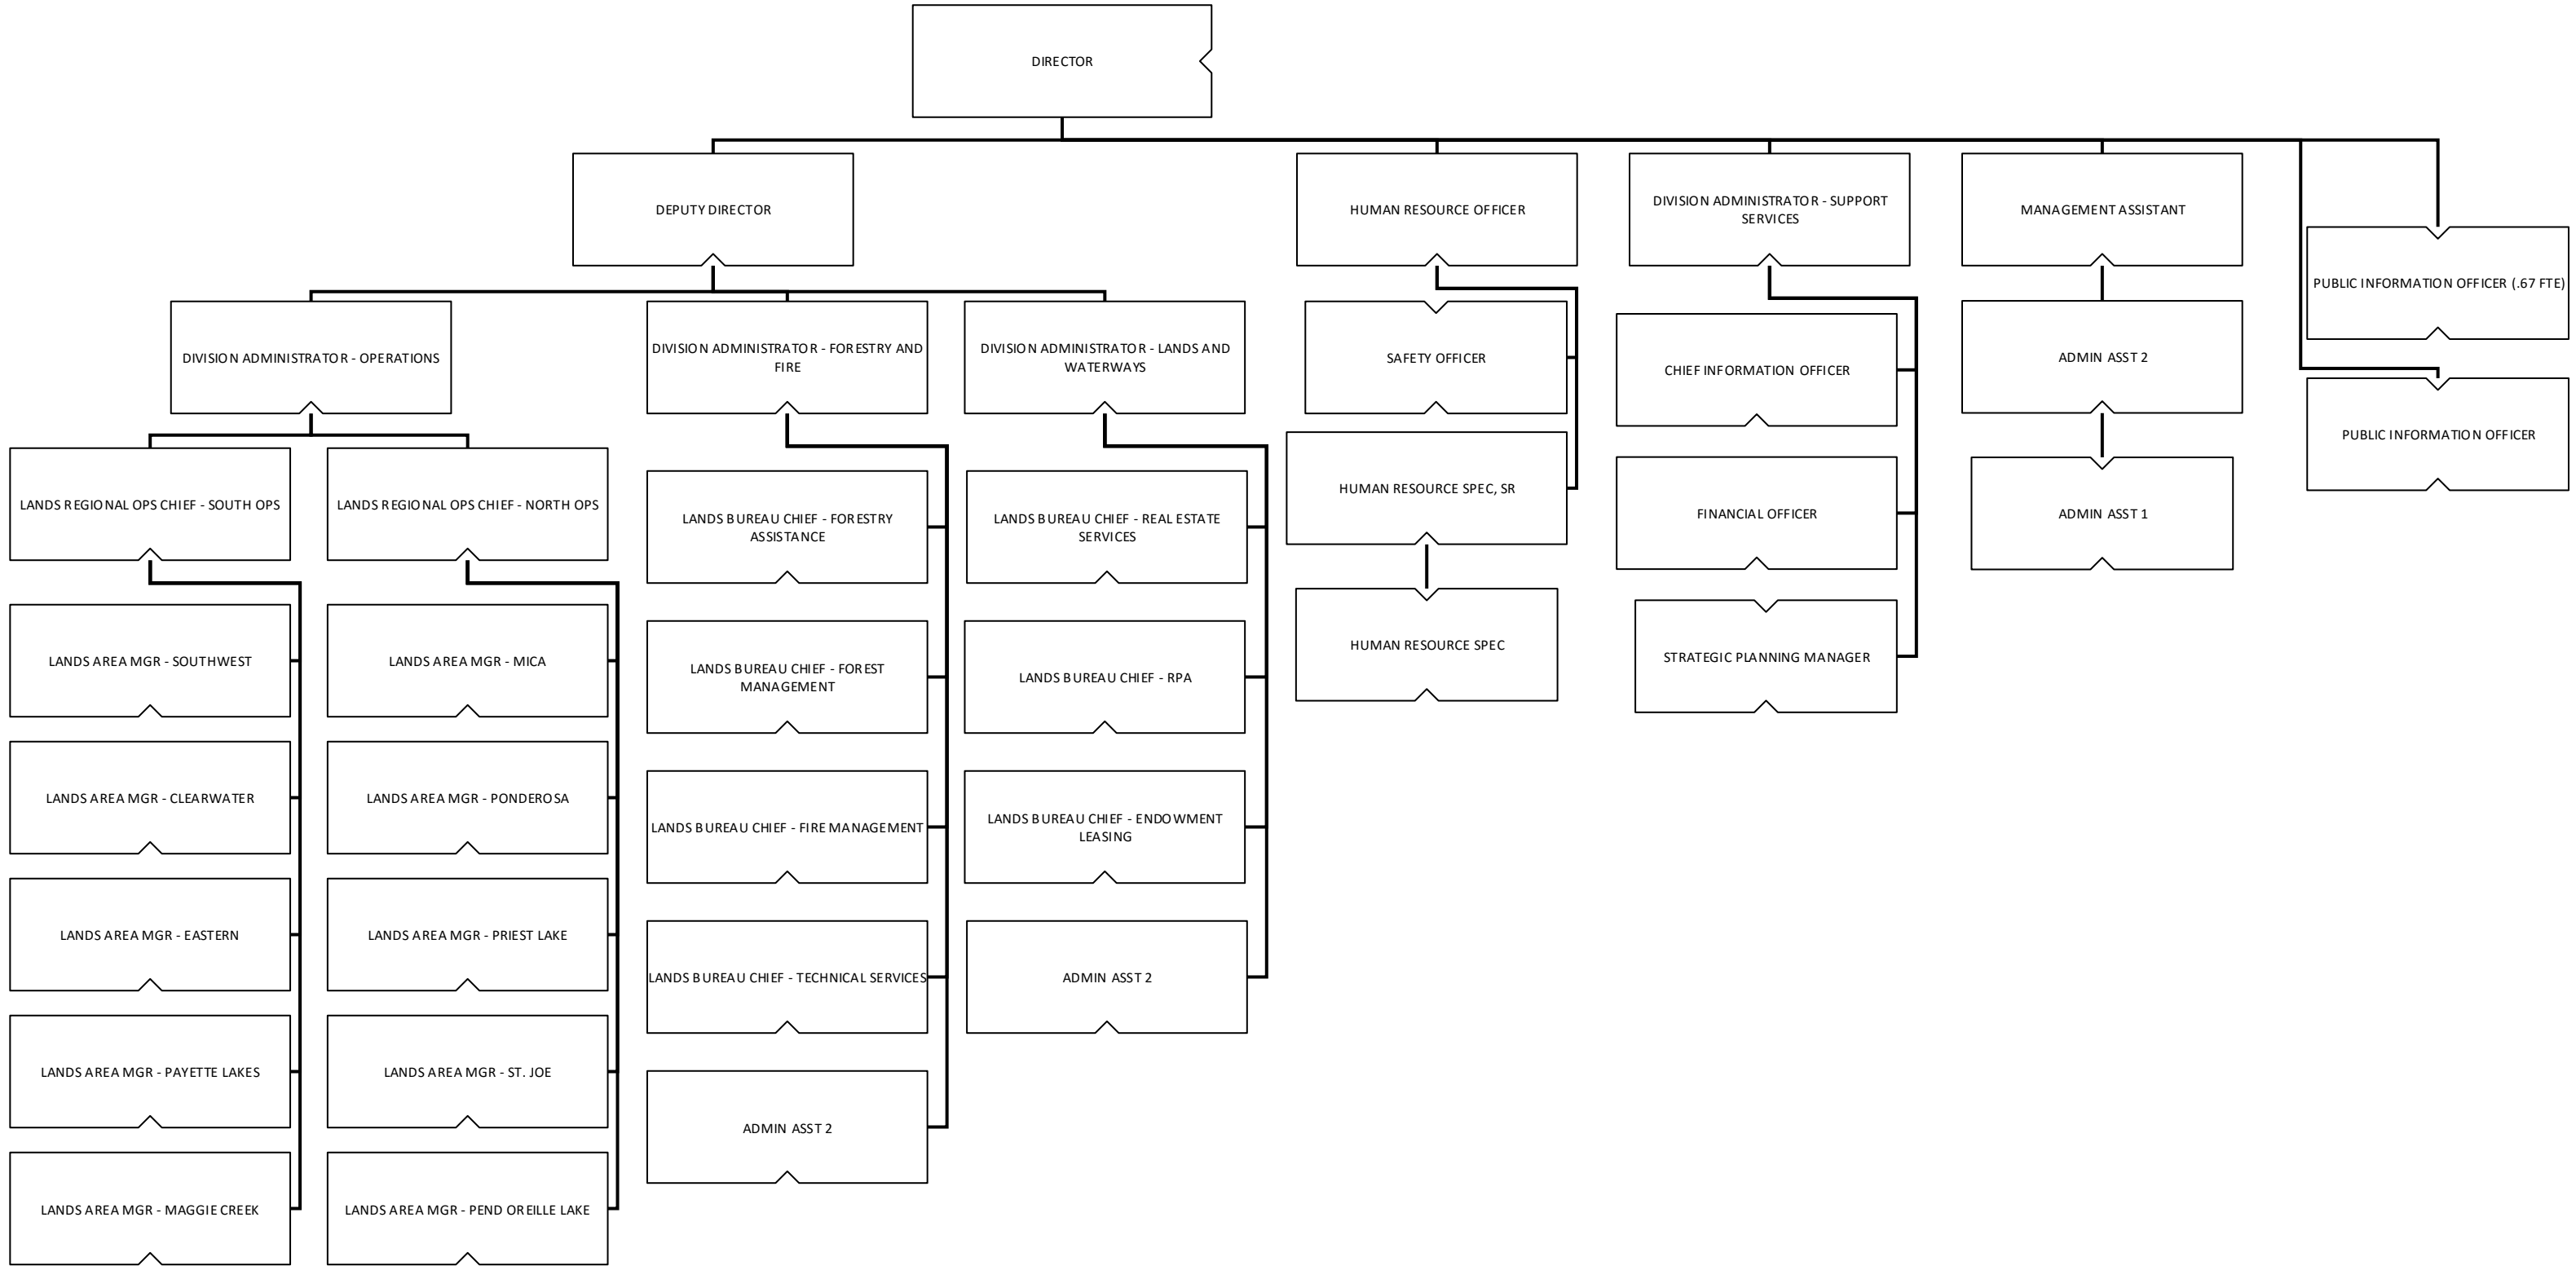 DIRECTOR
DEPUTY DIRECTOR
HUMAN RESOURCE OFFICER
DIVISION ADMINISTRATOR - SUPPORT
SERVICES
MANAGEMENT ASSISTANT
PUBLIC INFORMATION OFFICER (.67 FTE)
DIVISION ADMINISTRATOR - OPERATIONS
DIVISION ADMINISTRATOR - FORESTRY AND
FIRE
DIVISION ADMINISTRATOR - LANDS AND
WATERWAYS
SAFETY OFFICER
CHIEF INFORMATION OFFICER
ADMIN ASST 2
PUBLIC INFORMATION OFFICER
LANDS REGIONAL OPS CHIEF - SOUTH OPS
LANDS REGIONAL OPS CHIEF - NORTH OPS
LANDS BUREAU CHIEF - FORESTRY
ASSISTANCE
LANDS BUREAU CHIEF - REAL ESTATE
SERVICES
HUMAN RESOURCE SPEC, SR
FINANCIAL OFFICER
ADMIN ASST 1
LANDS AREA MGR - SOUTHWEST
LANDS AREA MGR - MICA
LANDS BUREAU CHIEF - FOREST
MANAGEMENT
LANDS BUREAU CHIEF - RPA
HUMAN RESOURCE SPEC
STRATEGIC PLANNING MANAGER
LANDS AREA MGR - CLEARWATER
LANDS AREA MGR - PONDEROSA
LANDS BUREAU CHIEF - FIRE MANAGEMENT
LANDS BUREAU CHIEF - ENDOWMENT
LEASING
LANDS AREA MGR - EASTERN
LANDS AREA MGR - PRIEST LAKE
LANDS BUREAU CHIEF - TECHNICAL SERVICES
ADMIN ASST 2
LANDS AREA MGR - PAYETTE LAKES
LANDS AREA MGR - ST. JOE
ADMIN ASST 2
LANDS AREA MGR - MAGGIE CREEK
LANDS AREA MGR - PEND OREILLE LAKE